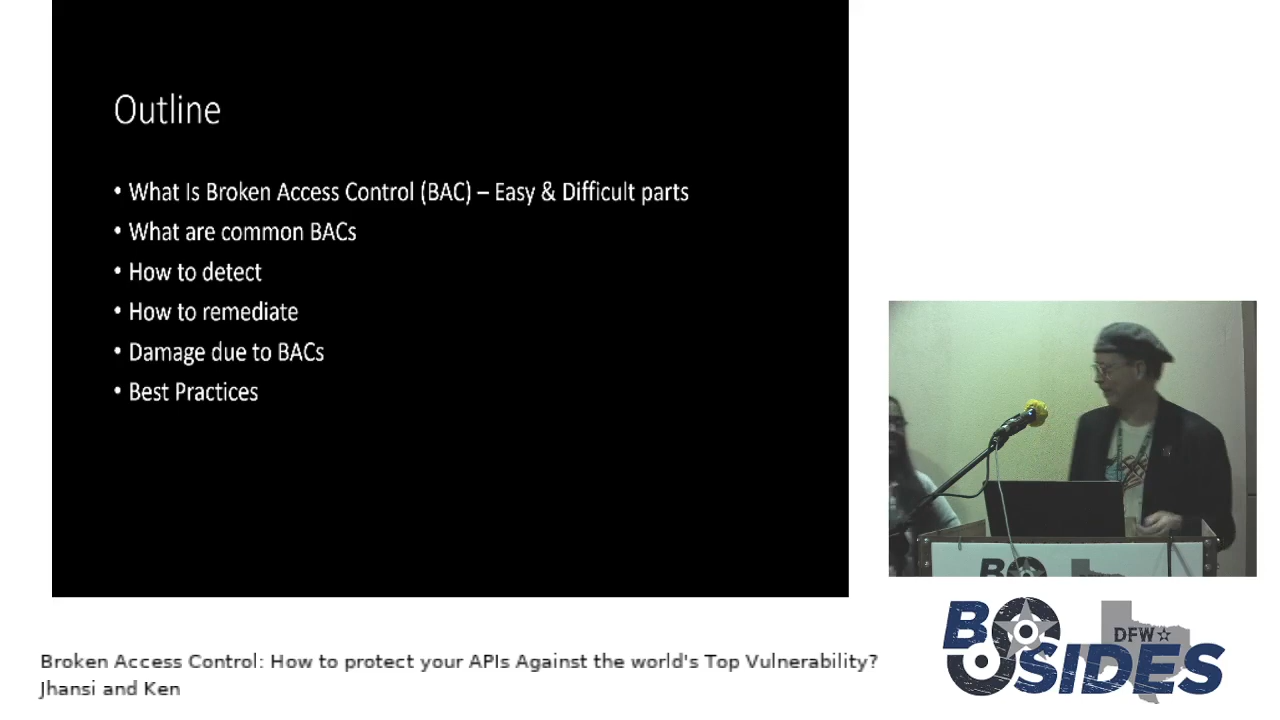 Outline
• What Is Broken Access Control (BAC) – Easy & Difficult parts
• What are common BACs
• How to detect
• How to remediate
• Damage due to BACs
• Best Practices
Broken Access Control: How to protect your APIs Against the world's Top Vulnerability?
Jhansi and Ken
BSIDES
DFW